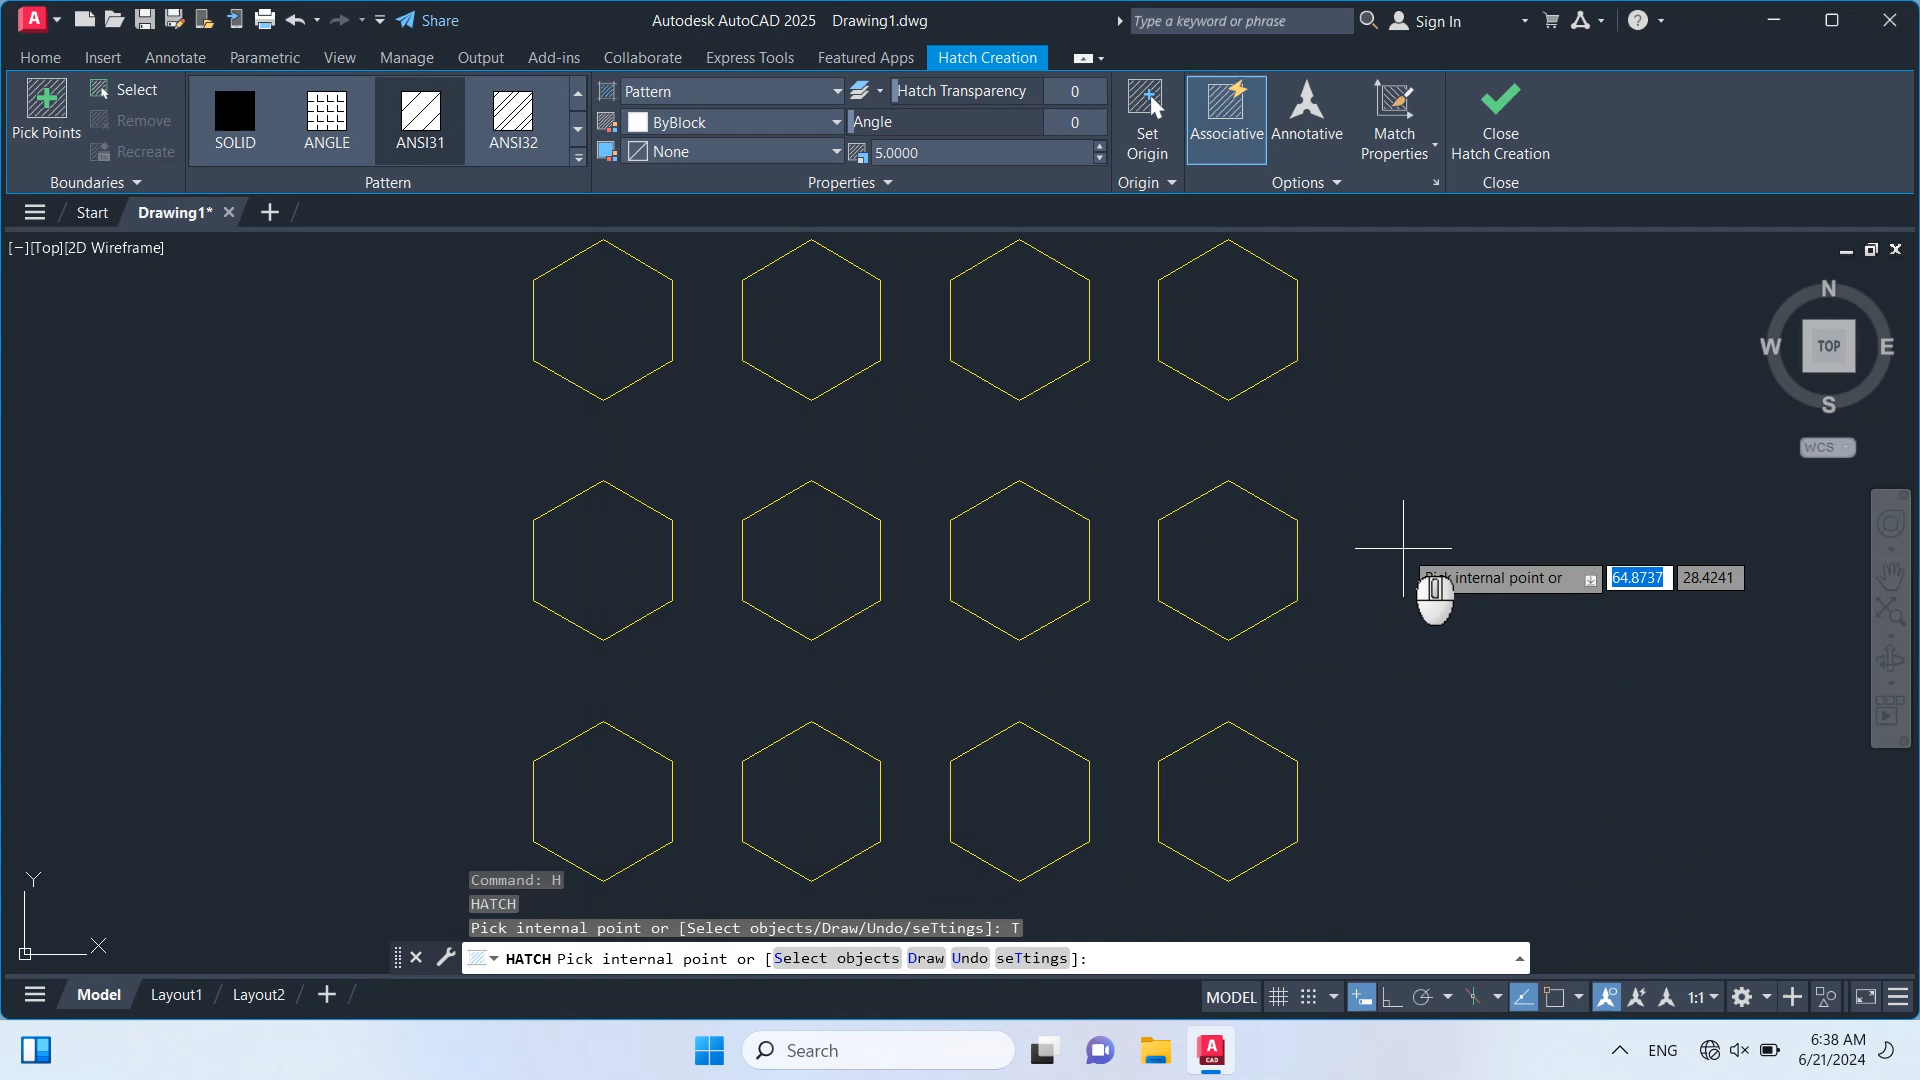 Share
Autodesk AutoCAD 2025 Drawing1.dwg
Type a keyword or phrase
Sign In
Home Insert Annotate Parametric View Manage Output Add-ins Collaborate Express Tools Featured Apps Hatch Creation
Pick Points
Select
Remove
Recreate
Boundaries
SOLID ANGLE ANSI31 ANSI32
Pattern
Pattern
ByBlock
None
Hatch Transparency 0
Angle 0
5.0000
Properties
Set
Origin
Origin
Associative
Annotative
Match
Properties
Options
Close
Hatch Creation
Close
Start Drawing1*
[−][Top][2D Wireframe]
N
W TOP E
S
WCS
Pick internal point or 64.8737 28.4241
Y
X
Command: H
HATCH
Pick internal point or [Select objects/Draw/Undo/seTtings]: T
HATCH Pick internal point or [Select objects Draw Undo seTtings]:
Model Layout1 Layout2
MODEL 1:1
Search
A CAD
ENG
6:38 AM
6/21/2024